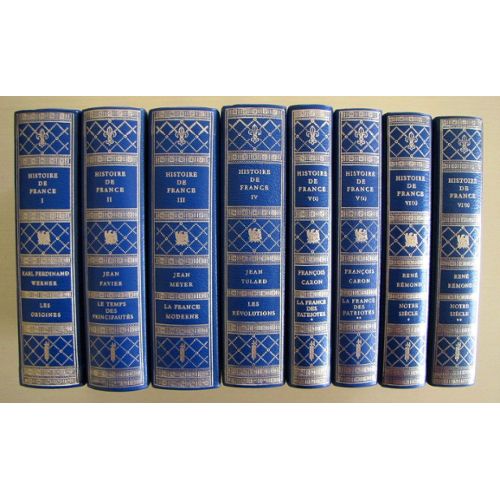 HISTOIRE
DE
FRANCE
I
KARL FERDINAND
WERNER
LES
ORIGINES
HISTOIRE
DE
FRANCE
II
JEAN
FAVIER
LE TEMPS
DES
PRINCIPAUTÉS
HISTOIRE
DE
FRANCE
III
JEAN
MEYER
LA FRANCE
MODERNE
HISTOIRE
DE
FRANCE
IV
JEAN
TULARD
LES
RÉVOLUTIONS
HISTOIRE
DE
FRANCE
V(1)
FRANÇOIS
CARON
LA FRANCE
DES
PATRIOTES
*
HISTOIRE
DE
FRANCE
FRANÇOIS
CARON
LA FRANCE
DES
PATRIOTES
**
HISTOIRE
DE
FRANCE
VI(1)
RENÉ
RÉMOND
NOTRE
SIÈCLE
*
HISTOIRE
DE
FRANCE
RENÉ
RÉMOND
NOTRE
SIÈCLE
**